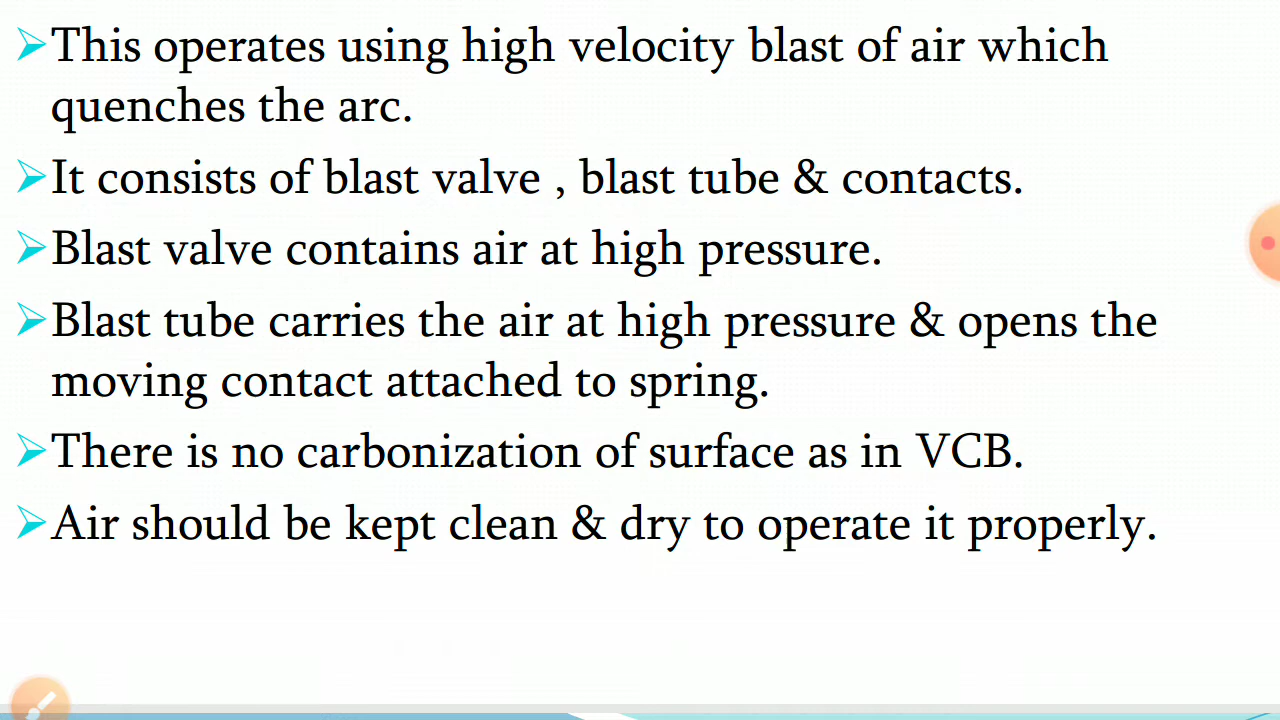 This operates using high velocity blast of air which
quenches the arc.
It consists of blast valve , blast tube & contacts.
Blast valve contains air at high pressure.
Blast tube carries the air at high pressure & opens the
moving contact attached to spring.
There is no carbonization of surface as in VCB.
Air should be kept clean & dry to operate it properly.